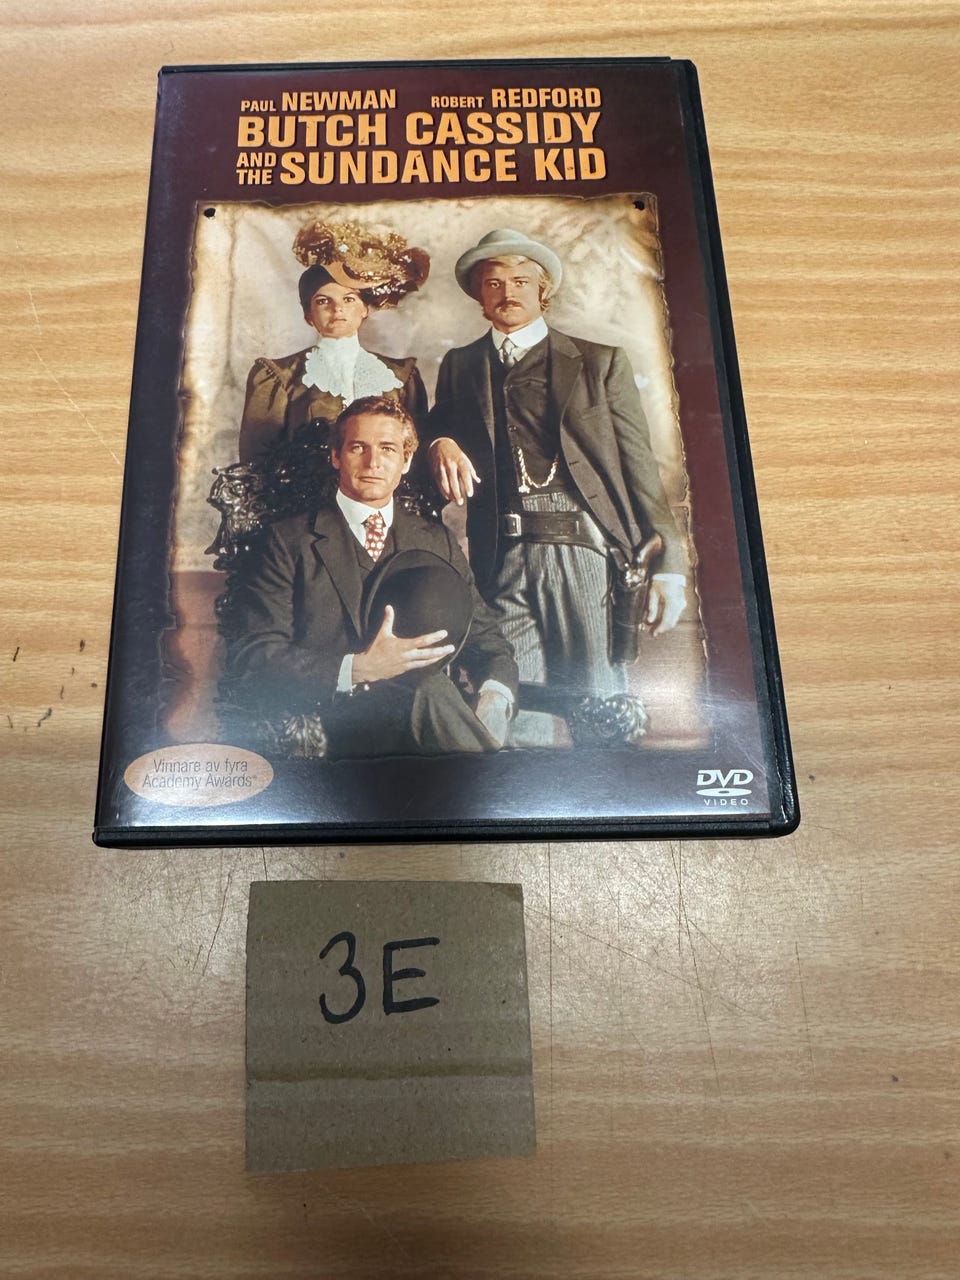 PAUL NEWMAN ROBERT REDFORD
BUTCH CASSIDY
AND THE SUNDANCE KID
Vinnare av fyra
Academy Awards®
DVD
VIDEO
3E